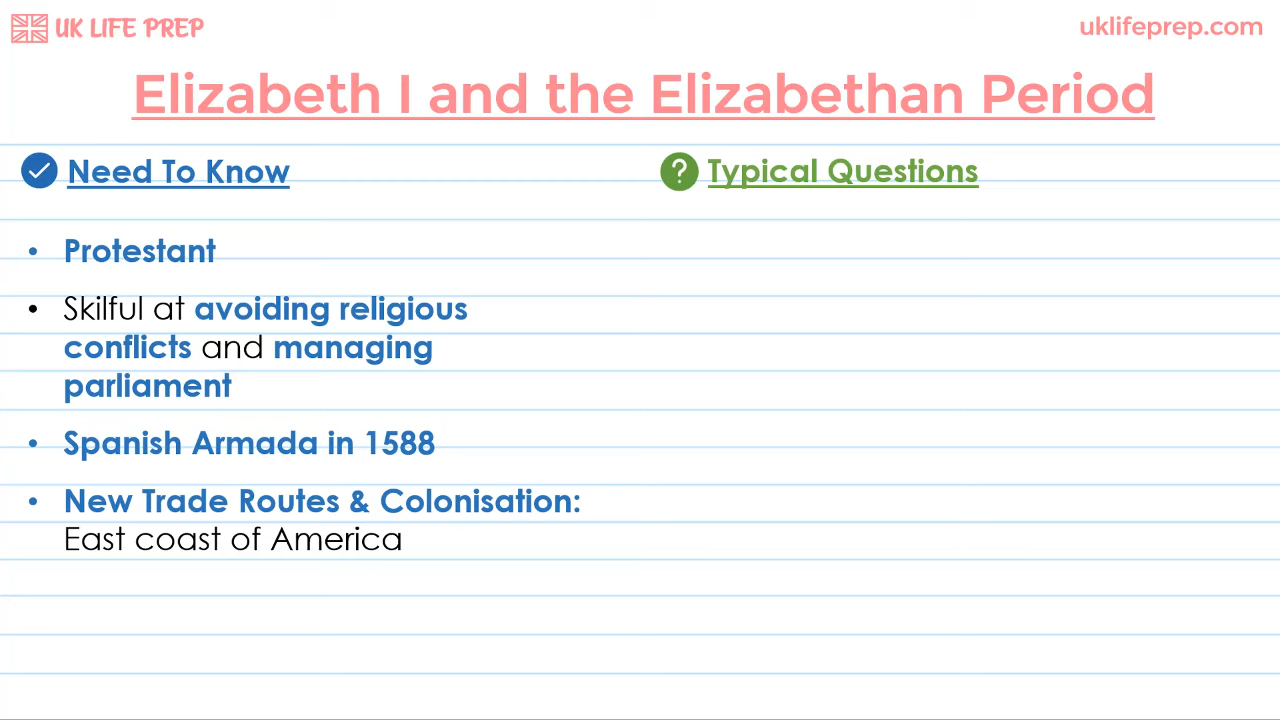 UK LIFE PREP
uklifeprep.com
Elizabeth I and the Elizabethan Period
Need To Know
• Protestant
• Skilful at avoiding religious
conflicts and managing
parliament
• Spanish Armada in 1588
• New Trade Routes & Colonisation:
East coast of America
Typical Questions